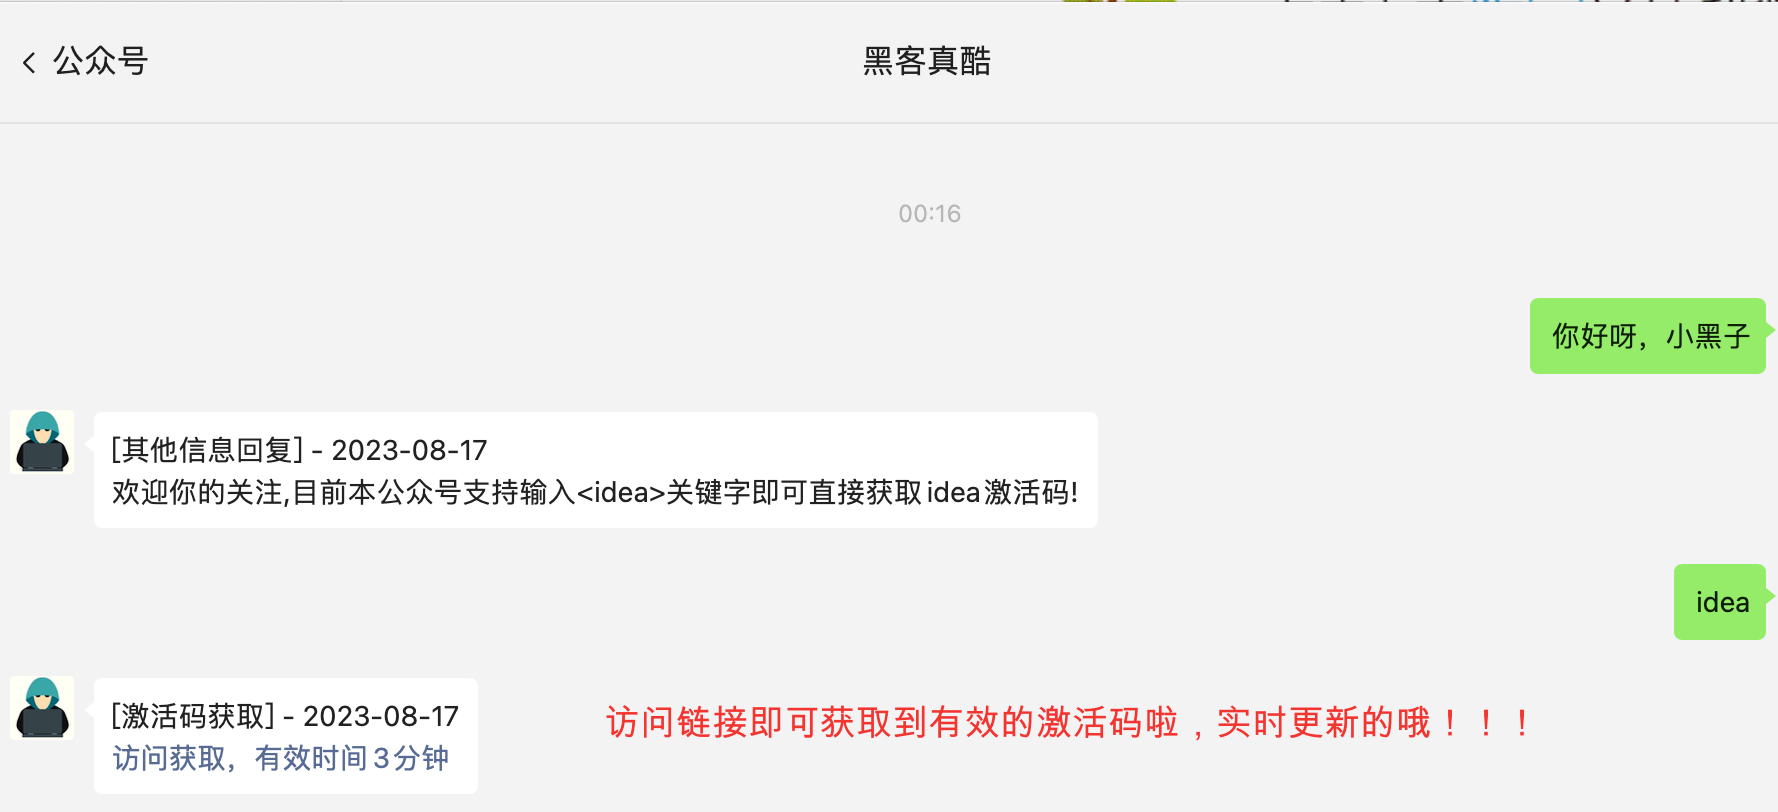 公众号
黑客真酷
00:16
你好呀，小黑子
[其他信息回复] - 2023-08-17
欢迎你的关注,目前本公众号支持输入<idea>关键字即可直接获取idea激活码!
idea
[激活码获取] - 2023-08-17
访问获取，有效时间3分钟
访问链接即可获取到有效的激活码啦，实时更新的哦！！！